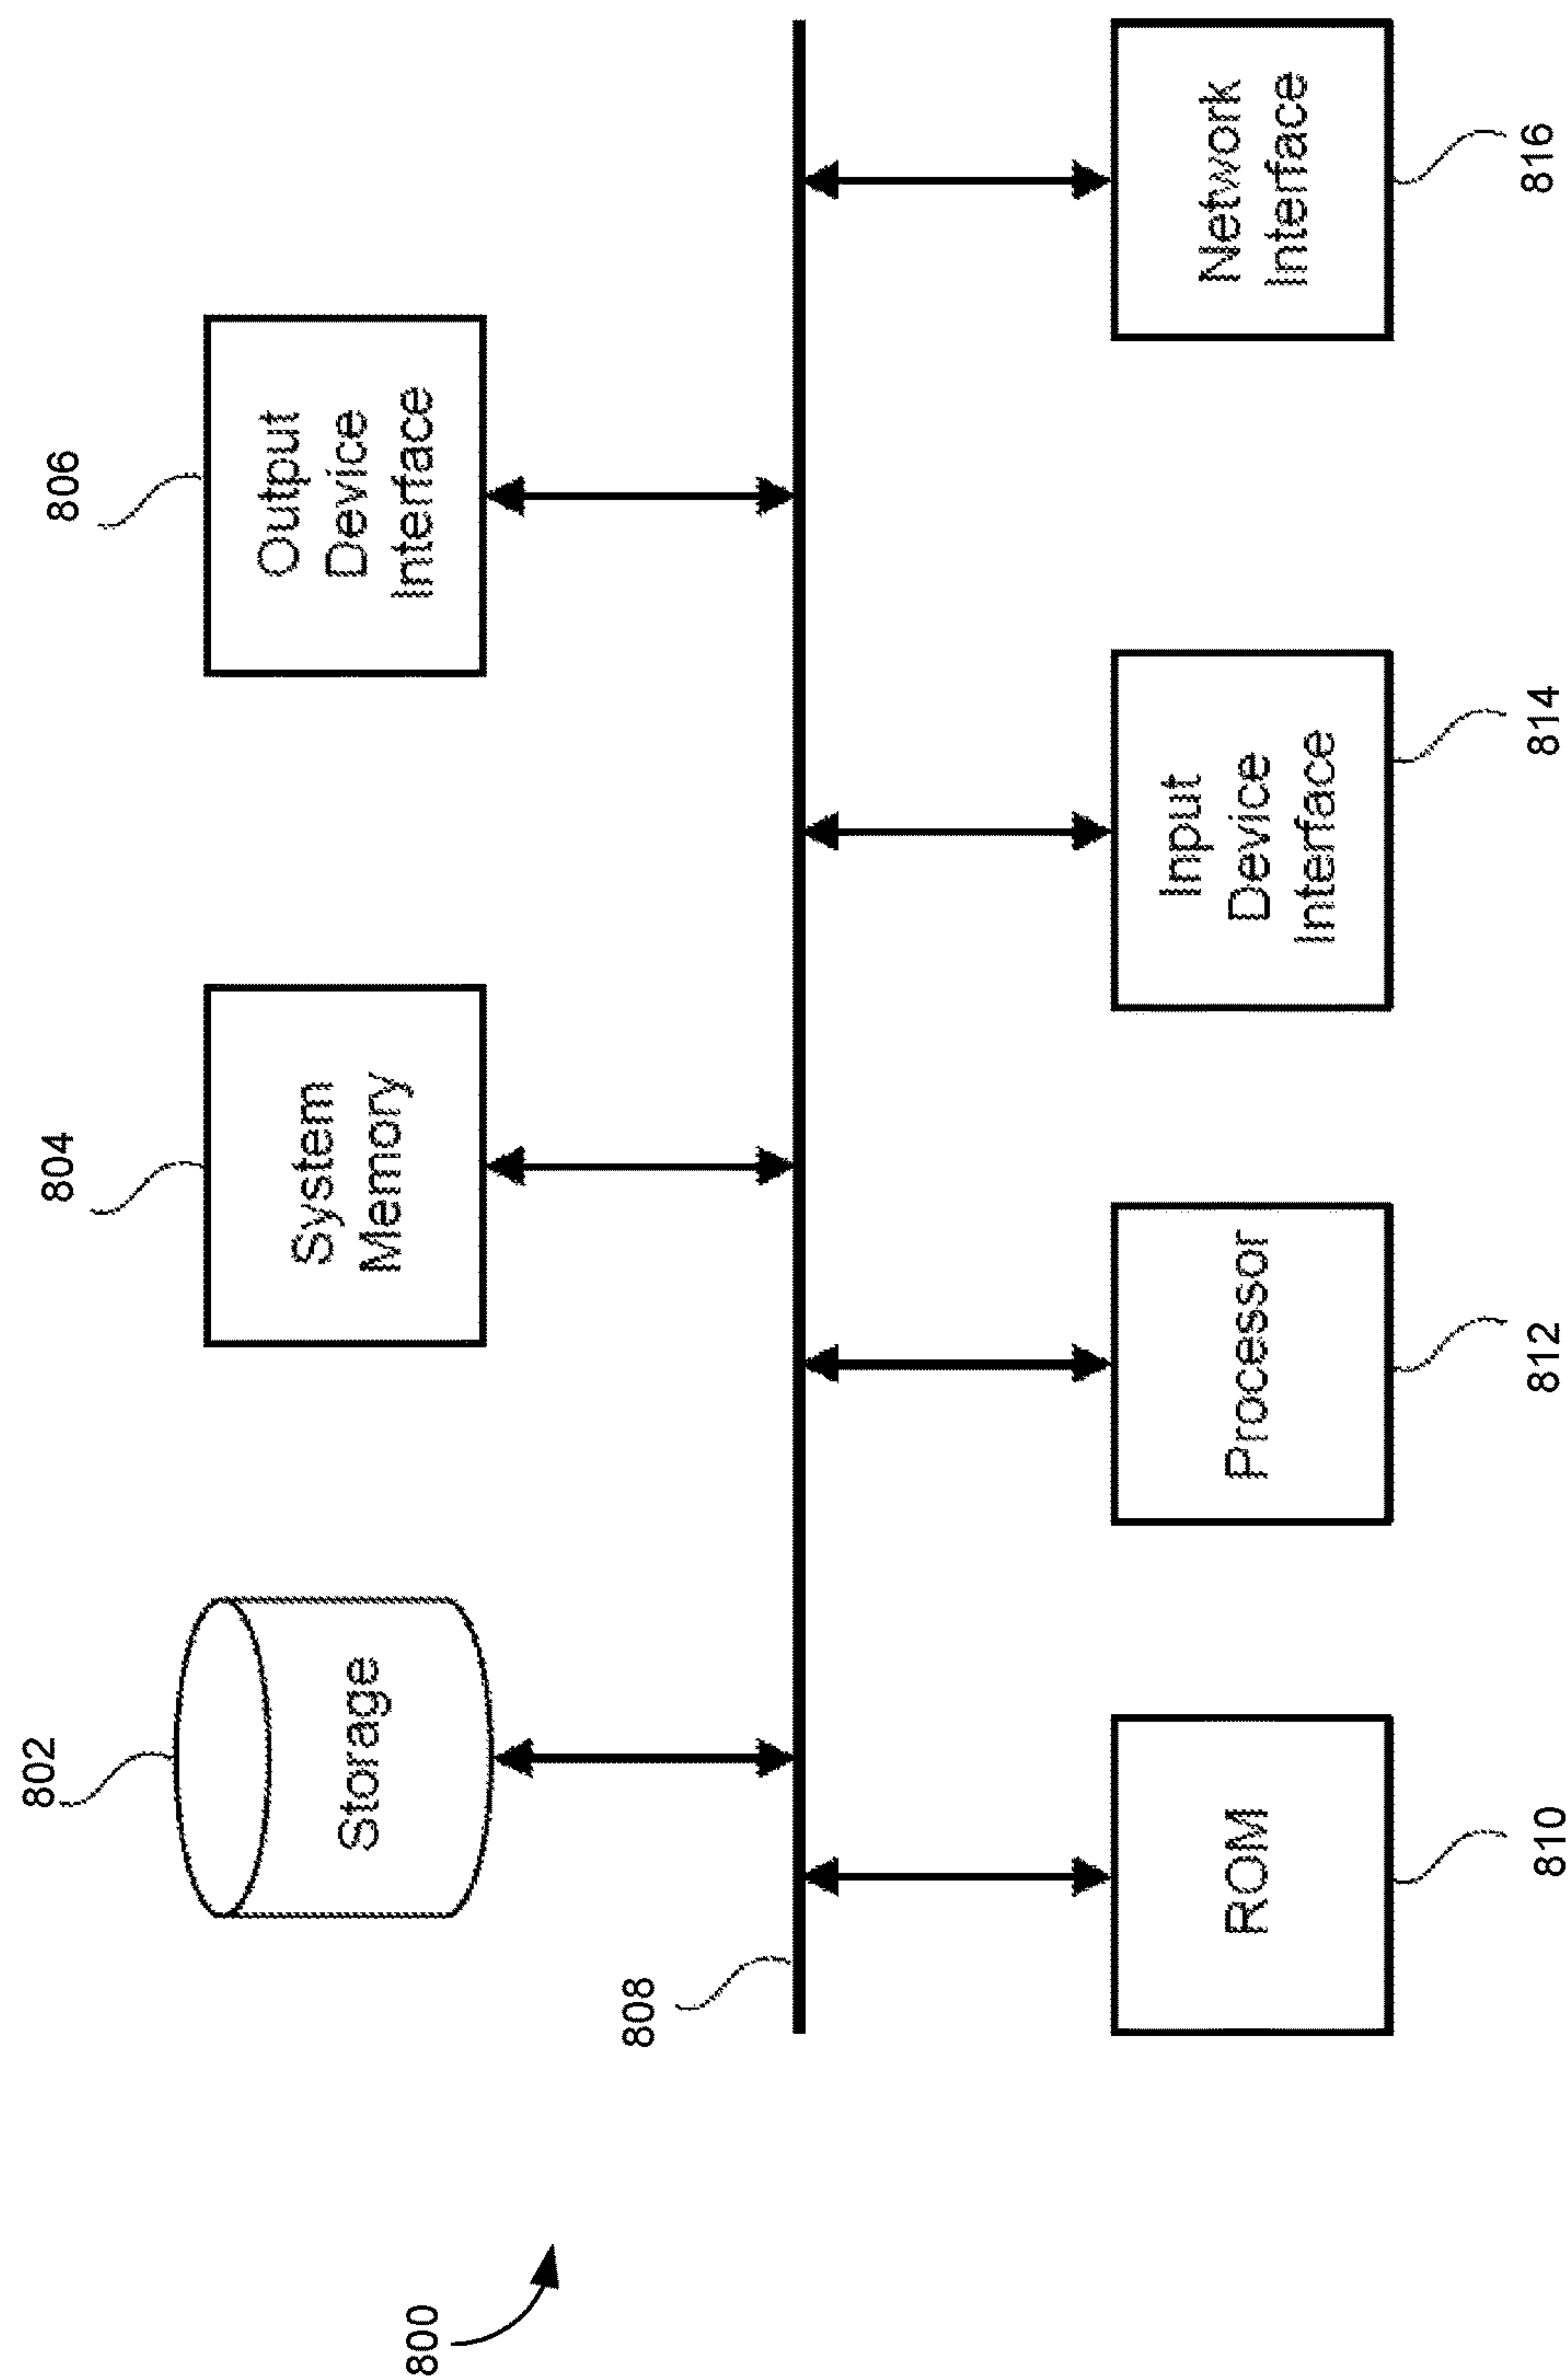 800
802
Storage
804
System
Memory
806
Output
Device
Interface
808
ROM
810
Processor
812
Input
Device
Interface
814
Network
Interface
816